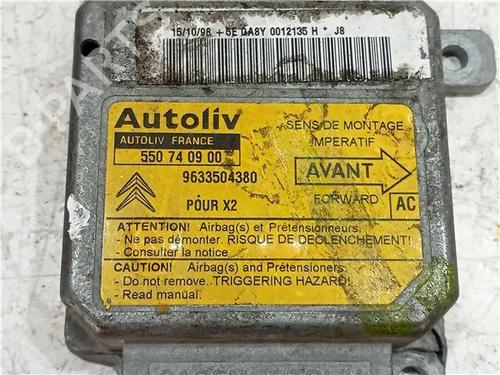 15/10/98 +5E GA8Y 0012135 H * J8
Autoliv
AUTOLIV FRANCE
550 74 09 00
9633504380
POUR X2
SENS DE MONTAGE
IMPERATIF
AVANT
FORWARD
AC
ATTENTION! Airbag(s) et Prétensionneurs.
- Ne pas démonter. RISQUE DE DECLENCHEMENT!
- Consulter la notice
CAUTION! Airbag(s) and Prétensioners.
- Do not remove..TRIGGERING HAZARD!
- Read manual.